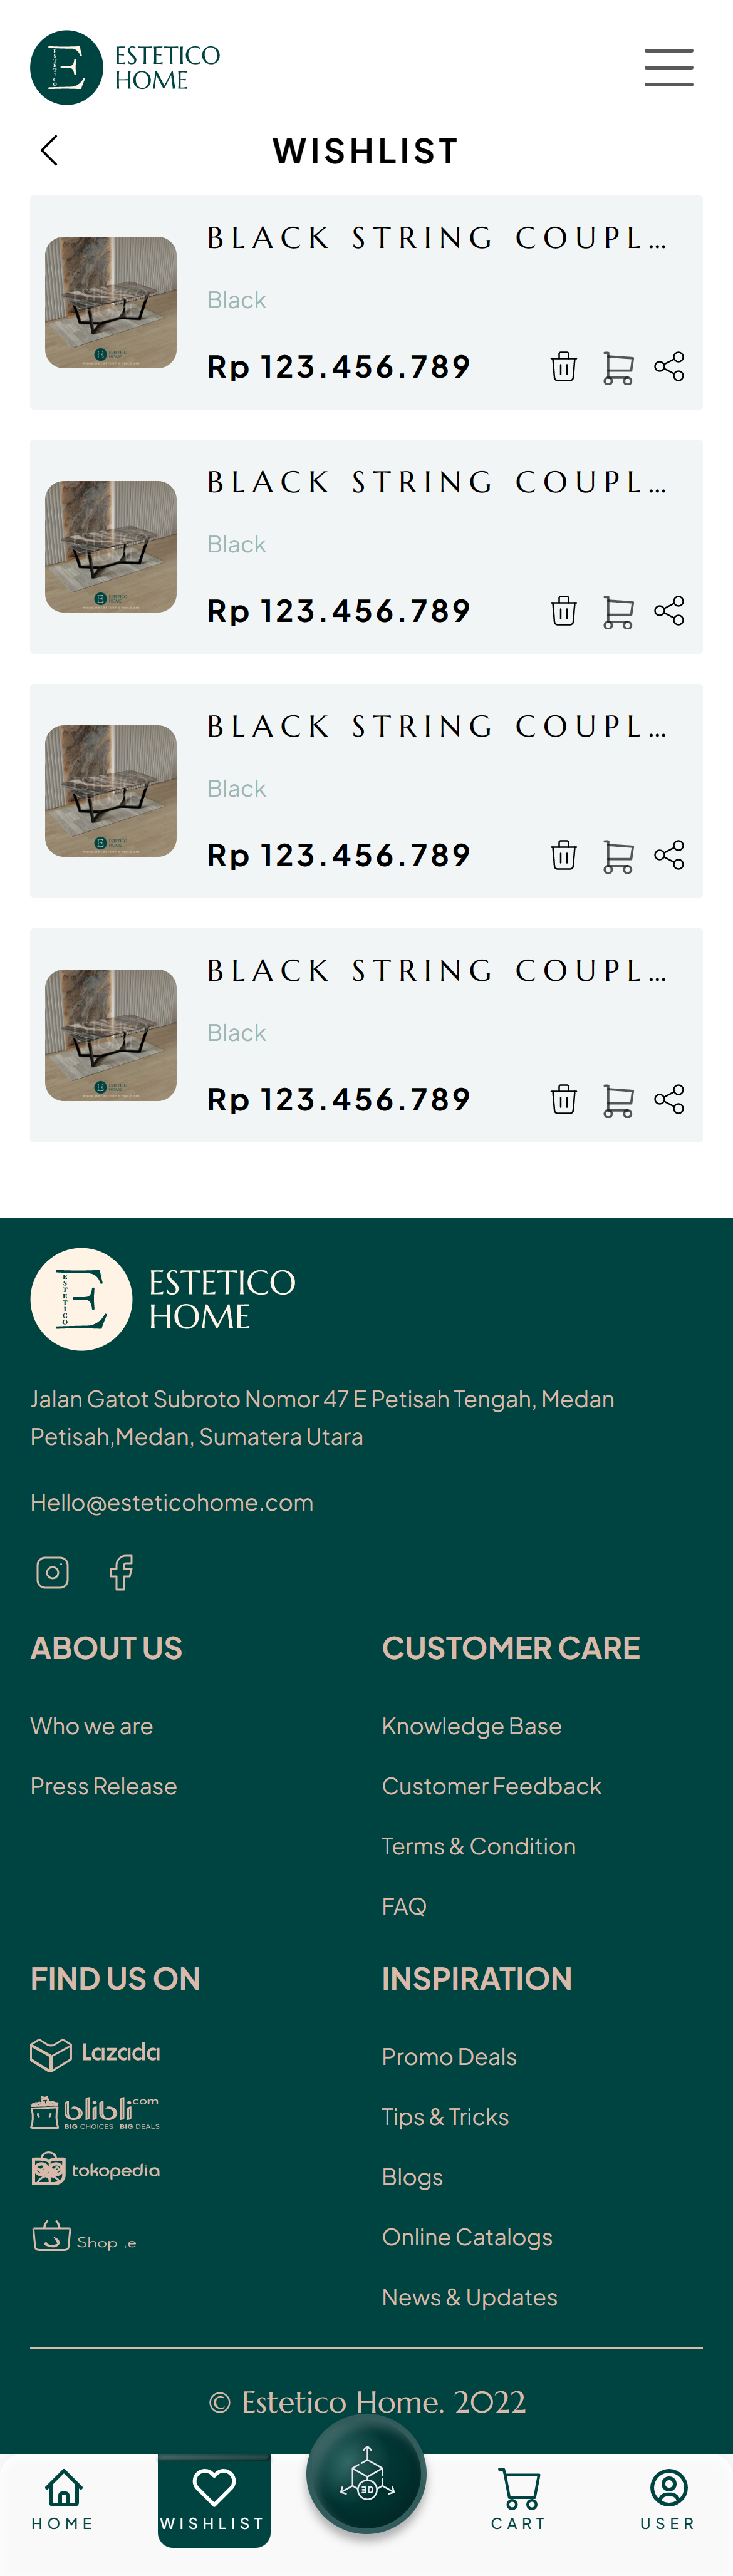 ESTETICO
ESTETICO
HOME
WISHLIST
BLACK STRING COUPL...
Black
Rp 123.456.789
BLACK STRING COUPL...
Black
Rp 123.456.789
BLACK STRING COUPL...
Black
Rp 123.456.789
BLACK STRING COUPL...
Black
Rp 123.456.789
ESTETICO
ESTETICO
HOME
Jalan Gatot Subroto Nomor 47 E Petisah Tengah, Medan
Petisah,Medan, Sumatera Utara
Hello@esteticohome.com
ABOUT US
Who we are
Press Release
CUSTOMER CARE
Knowledge Base
Customer Feedback
Terms & Condition
FAQ
FIND US ON
Lazada
blibli.com
BIG CHOICES BIG DEALS
tokopedia
Shop .e
INSPIRATION
Promo Deals
Tips & Tricks
Blogs
Online Catalogs
News & Updates
© Estetico Home. 2022
HOME
WISHLIST
3D
CART
USER